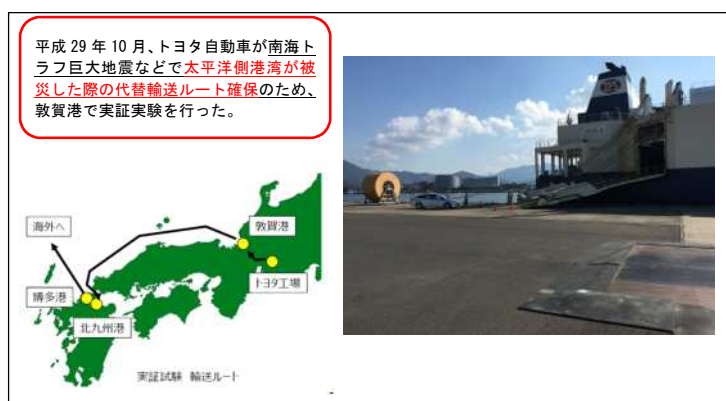 平成 29 年 10 月、トヨタ自動車が南海ト
ラフ巨大地震などで太平洋側港湾が被
災した際の代替輸送ルート確保のため、
敦賀港で実証実験を行った。
海外へ
敦賀港
トヨタ工場
博多港
北九州港
実証試験 輸送ルート